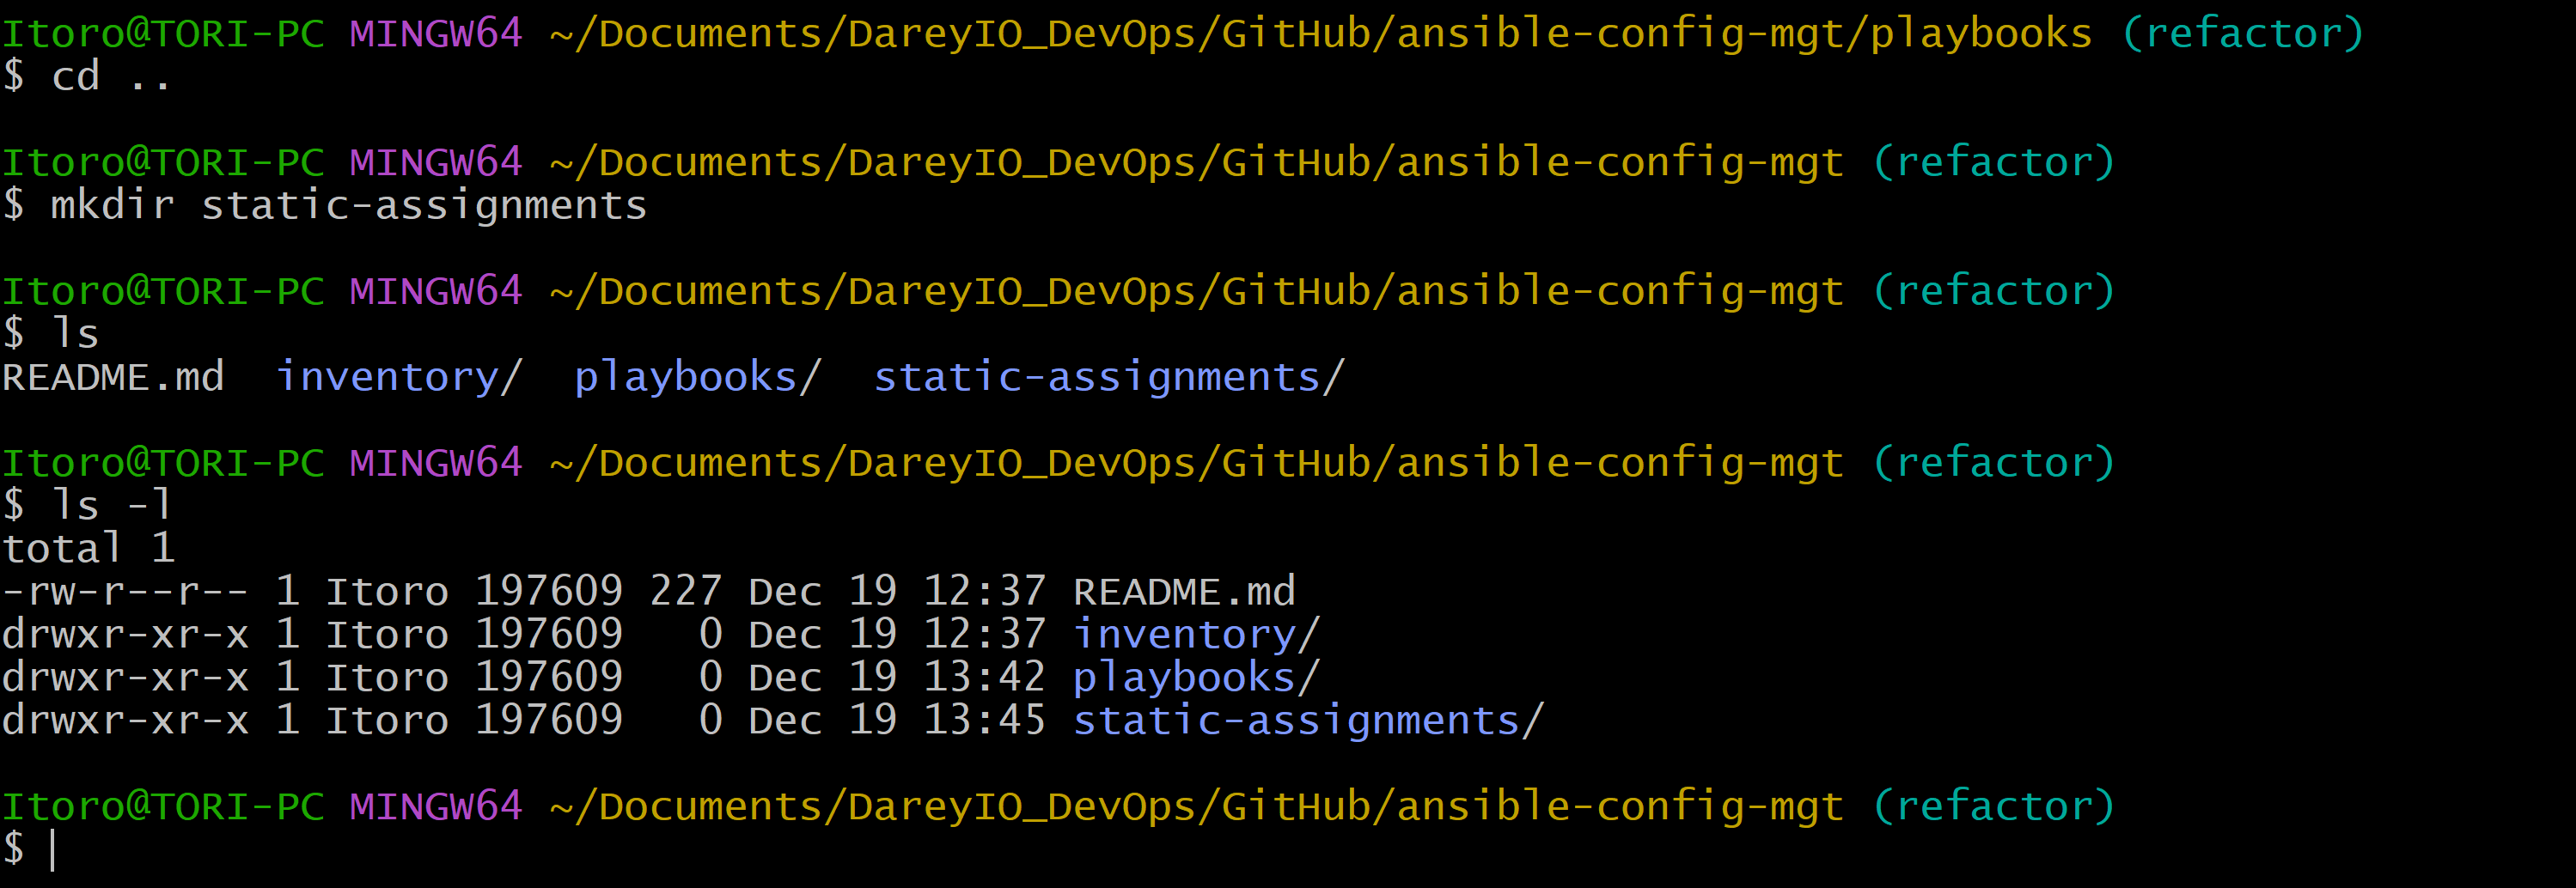 Itoro@TORI-PC MINGW64 ~/Documents/DareyIO_DevOps/GitHub/ansible-config-mgt/playbooks (refactor)
$ cd ..
Itoro@TORI-PC MINGW64 ~/Documents/DareyIO_DevOps/GitHub/ansible-config-mgt (refactor)
$ mkdir static-assignments
Itoro@TORI-PC MINGW64 ~/Documents/DareyIO_DevOps/GitHub/ansible-config-mgt (refactor)
$ ls
README.md  inventory/  playbooks/  static-assignments/
Itoro@TORI-PC MINGW64 ~/Documents/DareyIO_DevOps/GitHub/ansible-config-mgt (refactor)
$ ls -l
total 1
-rw-r--r-- 1 Itoro 197609 227 Dec 19 12:37 README.md
drwxr-xr-x 1 Itoro 197609   0 Dec 19 12:37 inventory/
drwxr-xr-x 1 Itoro 197609   0 Dec 19 13:42 playbooks/
drwxr-xr-x 1 Itoro 197609   0 Dec 19 13:45 static-assignments/
Itoro@TORI-PC MINGW64 ~/Documents/DareyIO_DevOps/GitHub/ansible-config-mgt (refactor)
$